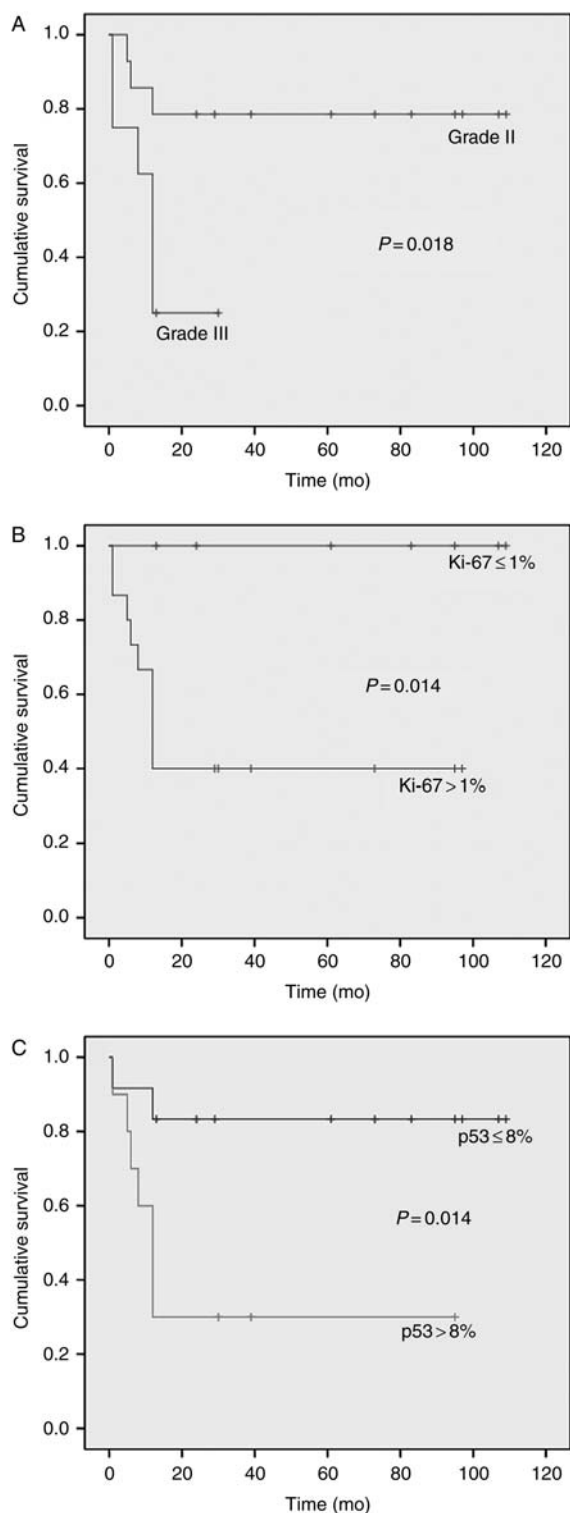 A
Cumulative survival
1.0
0.8
0.6
0.4
0.2
0.0
Grade II
P=0.018
Grade III
0 20 40 60 80 100 120
Time (mo)
B
Cumulative survival
1.0
0.8
0.6
0.4
0.2
0.0
Ki-67≤1%
P=0.014
Ki-67>1%
0 20 40 60 80 100 120
Time (mo)
C
Cumulative survival
1.0
0.8
0.6
0.4
0.2
0.0
p53≤8%
P=0.014
p53>8%
0 20 40 60 80 100 120
Time (mo)